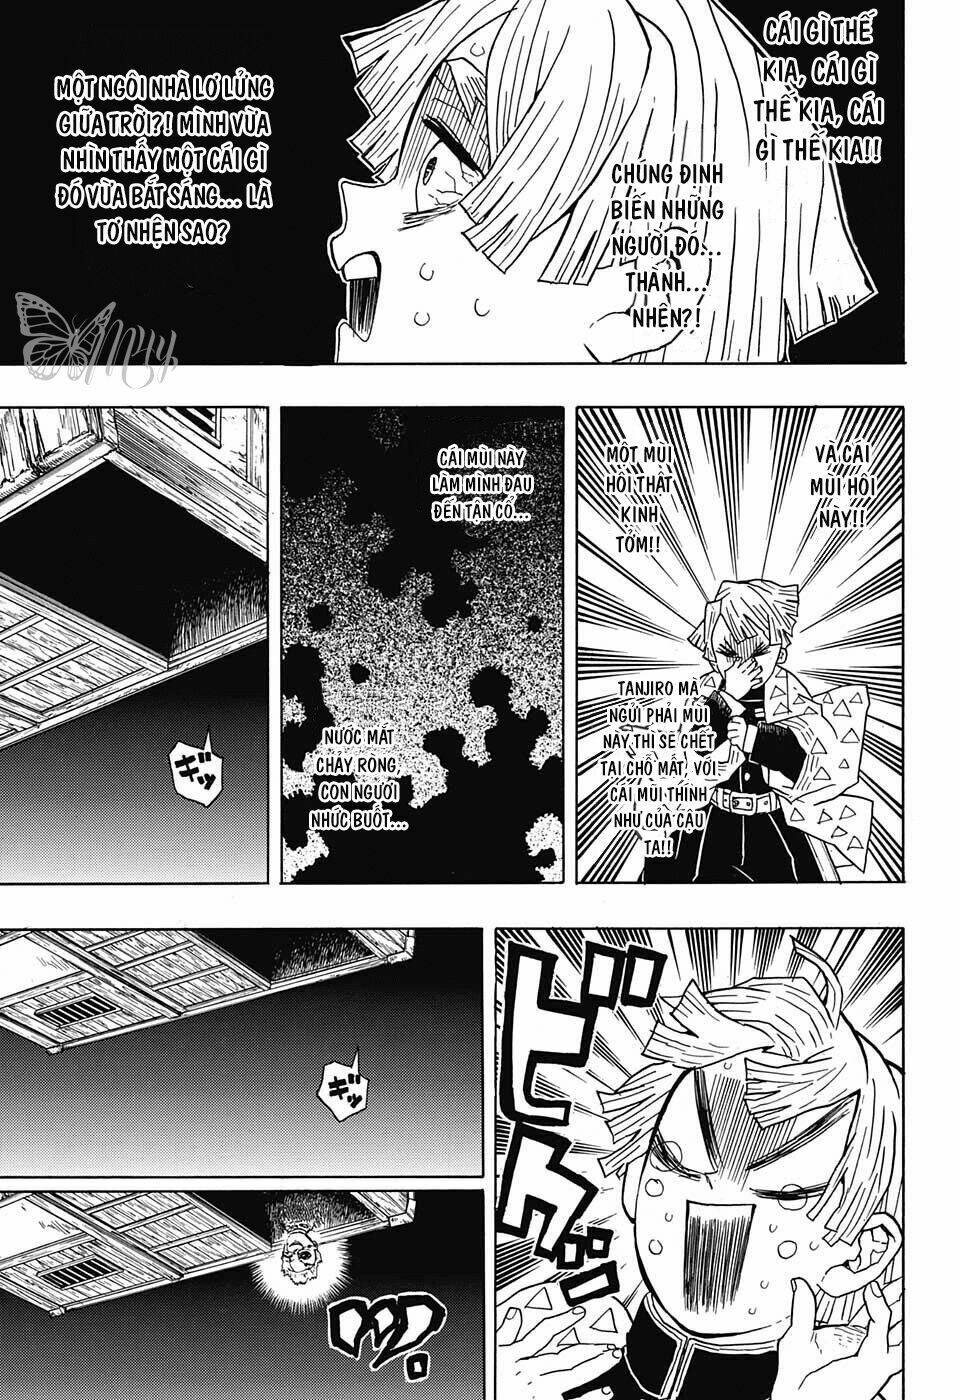 CÁI GÌ THẾ
KIA, CÁI GÌ
THẾ KIA, CÁI
GÌ THẾ KIA!!
CHÚNG ĐỊNH
BIẾN NHỮNG
NGƯỜI ĐÓ...
THÀNH...
NHỆN?!
MỘT NGÔI NHÀ LƠ LỬNG
GIỮA TRỜI?! MÌNH VỪA
NHÌN THẤY MỘT CÁI GÌ
ĐÓ VỪA BẮT SÁNG... LÀ
TƠ NHỆN SAO?
VÀ CÁI
MÙI HÔI
NÀY!!
MỘT MÙI
HÔI THẬT
KINH
TỞM!!
TANJIRO MÀ
NGỬI PHẢI MÙI
NÀY THÌ SẼ CHẾT
TẠI CHỖ MẤT, VỚI
CÁI MŨI THÍNH
NHƯ CỦA CẬU
TA!!
CÁI MÙI NÀY
LÀM MÌNH ĐAU
ĐẾN TẬN CỔ...
NƯỚC MẮT
CHẢY RÒNG
CON NGƯƠI
NHỨC BUỐT...
ギッ
ビクッ
ギッ